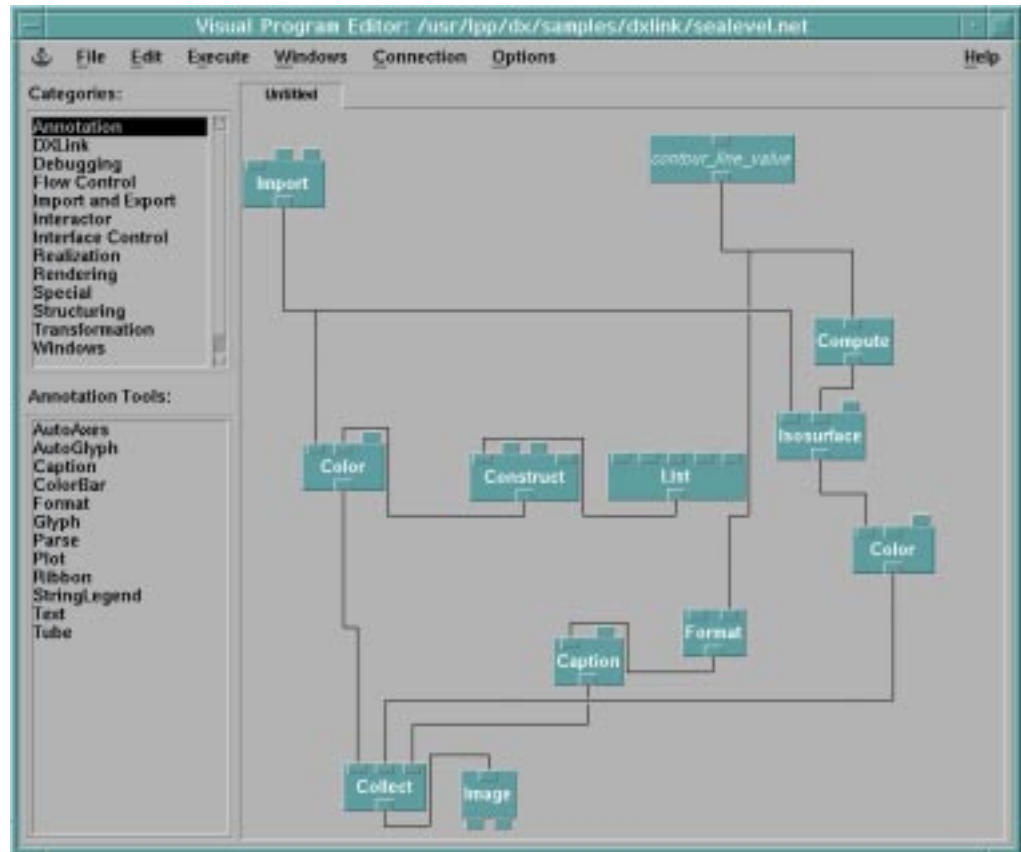 Visual Program Editor: /usr/lpp/dx/samples/dxlink/sealevel.net
File Edit Execute Windows Connection Options Help
Categories:
Annotation
DXLink
Debugging
Flow Control
Import and Export
Interactor
Interface Control
Realization
Rendering
Special
Structuring
Transformation
Windows
Annotation Tools:
AutoAxes
AutoGlyph
Caption
ColorBar
Format
Glyph
Parse
Plot
Ribbon
StringLegend
Text
Tube
Untitled
contour_line_value
Import
Compute
Isosurface
Color
Construct
List
Color
Format
Caption
Collect
Image